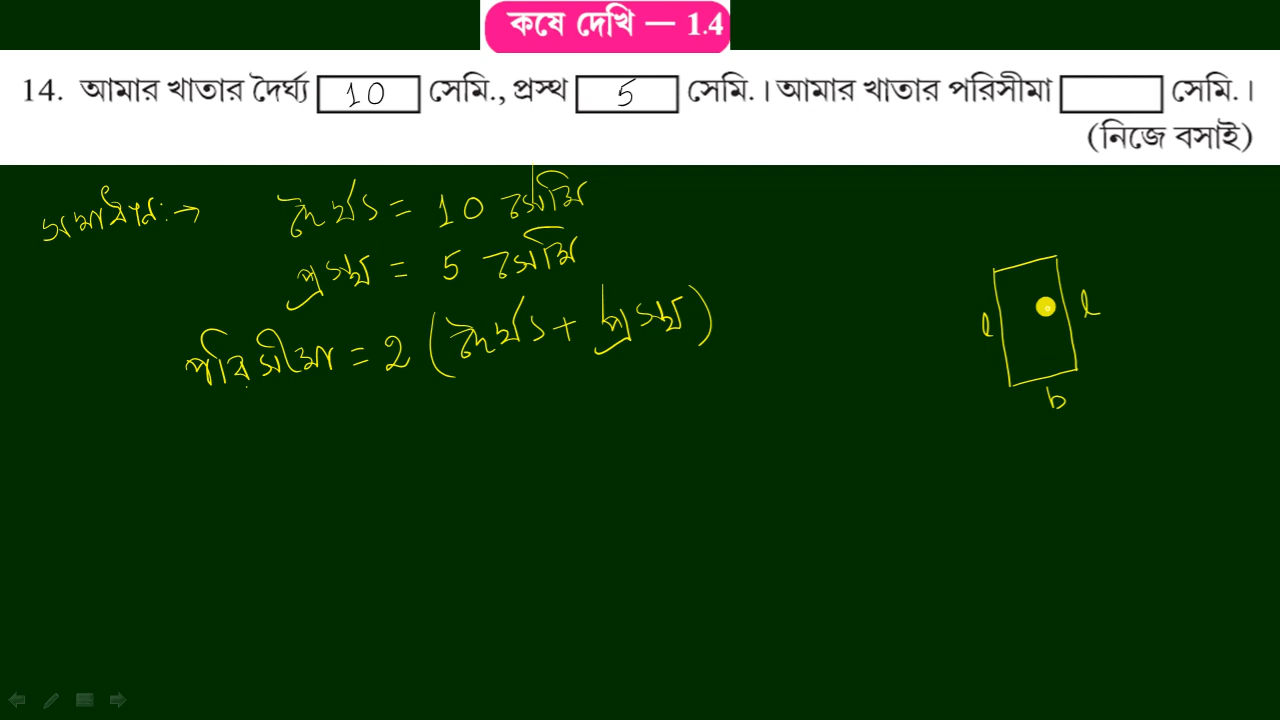 কষে দেখি — 1.4
14. আমার খাতার দৈর্ঘ্য 10 সেমি., প্রস্থ 5 সেমি.। আমার খাতার পরিসীমা সেমি.।
(নিজে বসাই)
সমাধান:→ দৈর্ঘ্য = 10 সেমি
প্রস্থ = 5 সেমি
পরিসীমা = 2 (দৈর্ঘ্য + প্রস্থ)
l l
b